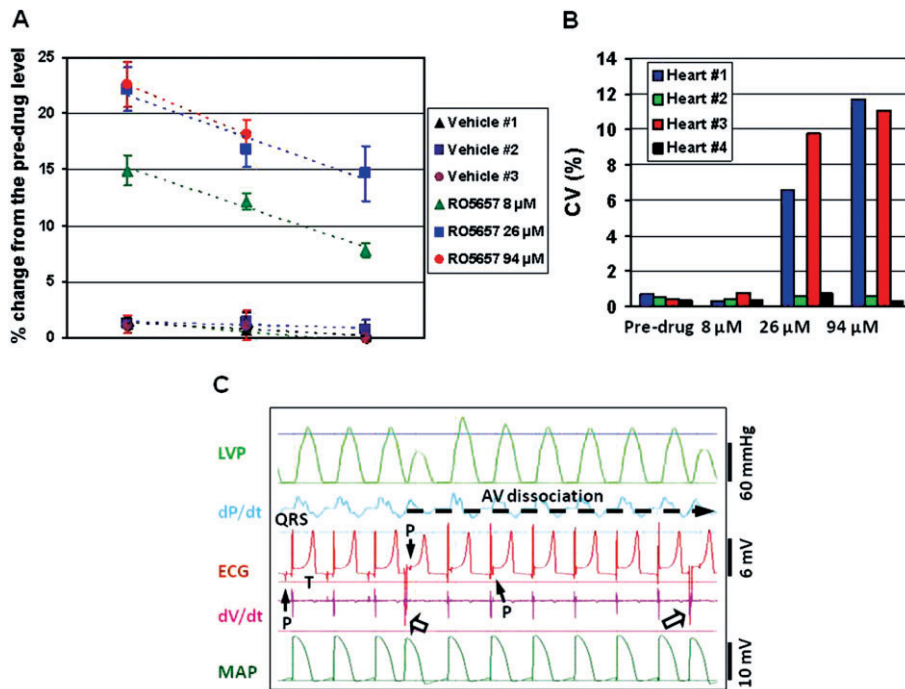 A
% change from the pre-drug level
25
20
15
10
5
0
Vehicle #1
Vehicle #2
Vehicle #3
RO5657 8 µM
RO5657 26 µM
RO5657 94 µM
B
CV (%)
14
12
10
8
6
4
2
0
Heart #1
Heart #2
Heart #3
Heart #4
Pre-drug 8 µM 26 µM 94 µM
C
LVP
60 mmHg
dP/dt
AV dissociation
QRS
P
ECG
6 mV
T
P
P
dV/dt
MAP
10 mV